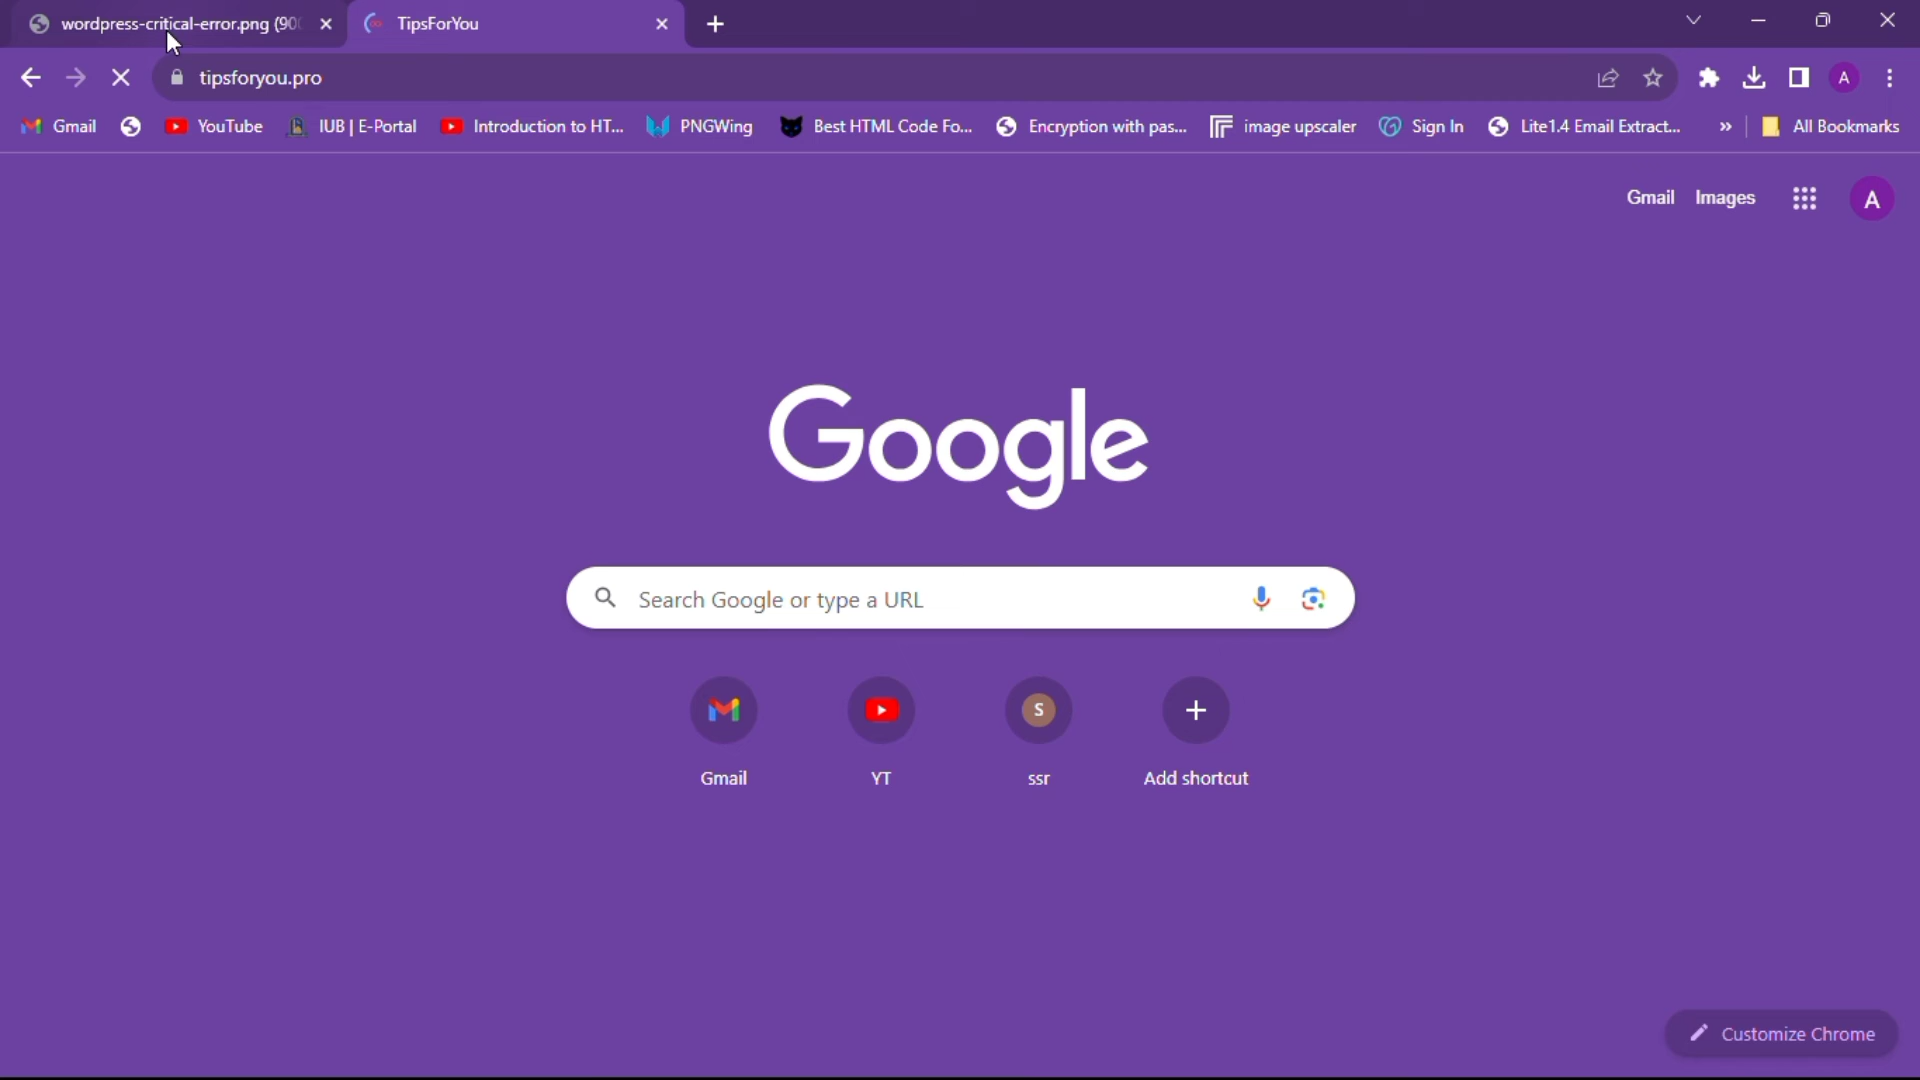 wordpress-critical-error.png (900
TipsForYou
tipsforyou.pro
Gmail
YouTube
IUB | E-Portal
Introduction to HT...
PNGWing
Best HTML Code Fo...
Encryption with pas...
image upscaler
Sign In
Lite1.4 Email Extract...
»
All Bookmarks
A
Gmail
Images
A
Google
Search Google or type a URL
S
Gmail
YT
ssr
Add shortcut
Customize Chrome